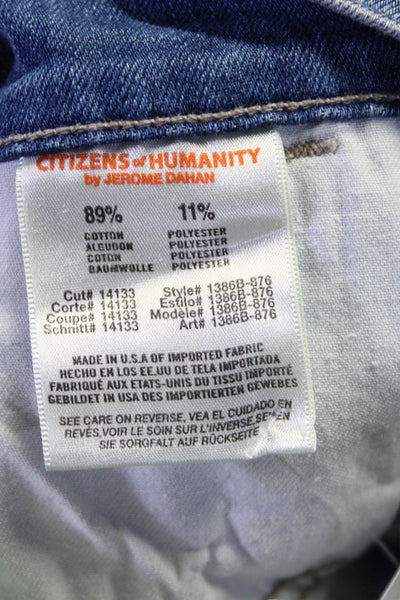 CITIZENS of HUMANITY
by JEROME DAHAN
89% 11%
COTTON POLYESTER
ALGUDON POLYESTER
COTON POLYESTER
BAUMWOLLE POLYESTER
Cut# 14133 Style# 1386B-876
Corte# 14133 Estilo# 1386B-876
Coupe# 14133 Modèle# 1386B-876
Schnitt# 14133 Art# 1386B-876
MADE IN U.S.A OF IMPORTED FABRIC
HECHO EN LOS EE.UU DE TELA IMPORTADA
FABRIQUÉ AUX ETATS-UNIS DU TISSU IMPORTÉ
GEBILDET IN USA DES IMPORTIERTEN GEWEBES
SEE CARE ON REVERSE, VEA EL CUIDADO EN
REVÉS, VOIR LE SOIN SUR L'INVERSE, SEHEN
SIE SORGFALT AUF RÜCKSEITE